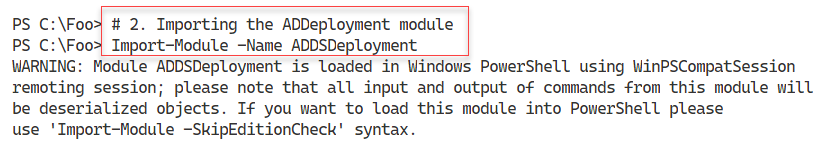 PS C:\Foo> # 2. Importing the ADDeployment module
PS C:\Foo> Import-Module -Name ADDSDeployment
WARNING: Module ADDSDeployment is loaded in Windows PowerShell using WinPSCompatSession
remoting session; please note that all input and output of commands from this module will
be deserialized objects. If you want to load this module into PowerShell please
use 'Import-Module -SkipEditionCheck' syntax.